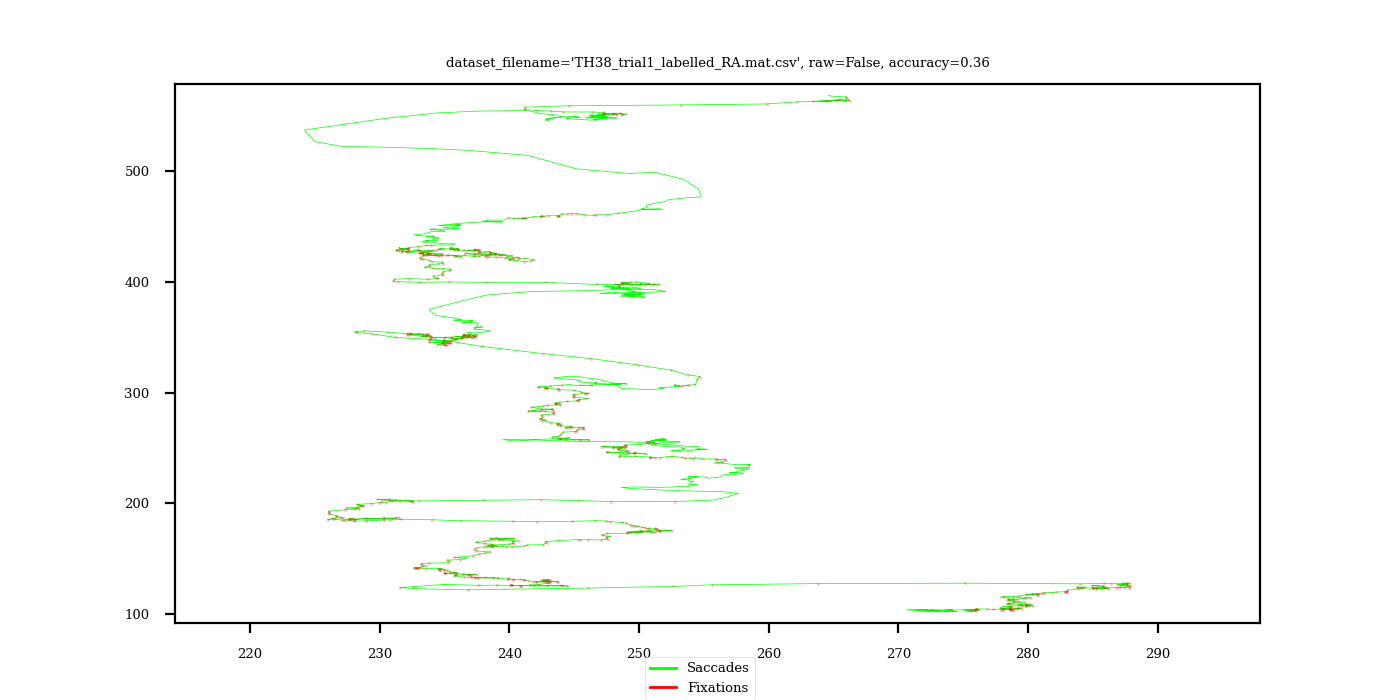 dataset_filename='TH38_trial1_labelled_RA.mat.csv', raw=False, accuracy=0.36
500
400
300
200
100
220 230 240 250 260 270 280 290
Saccades
Fixations